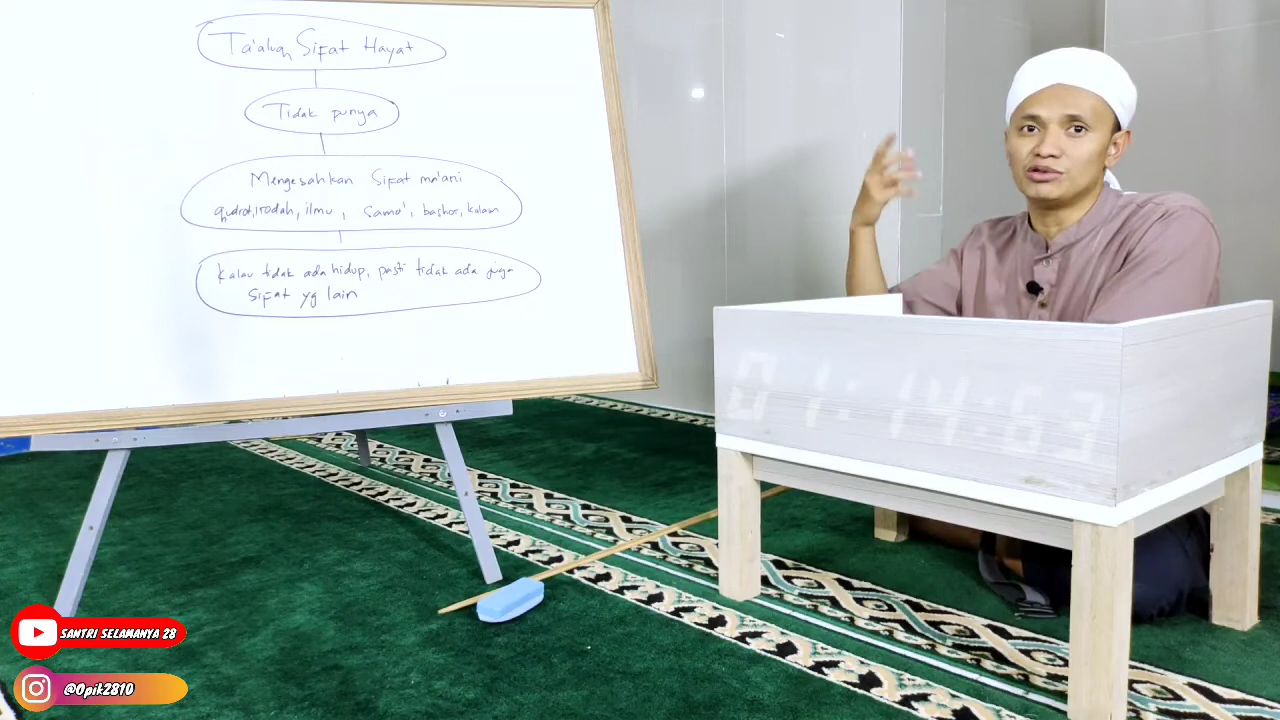 Ta'aluq Sifat Hayat
Tidak punya
Mengesahkan Sifat ma'ani
qudrot, irodah, ilmu, sama', bashor, kalam
kalau tidak ada hidup, pasti tidak ada juga
sifat yg lain
SANTRI SELAMANYA 28
@Opik2810